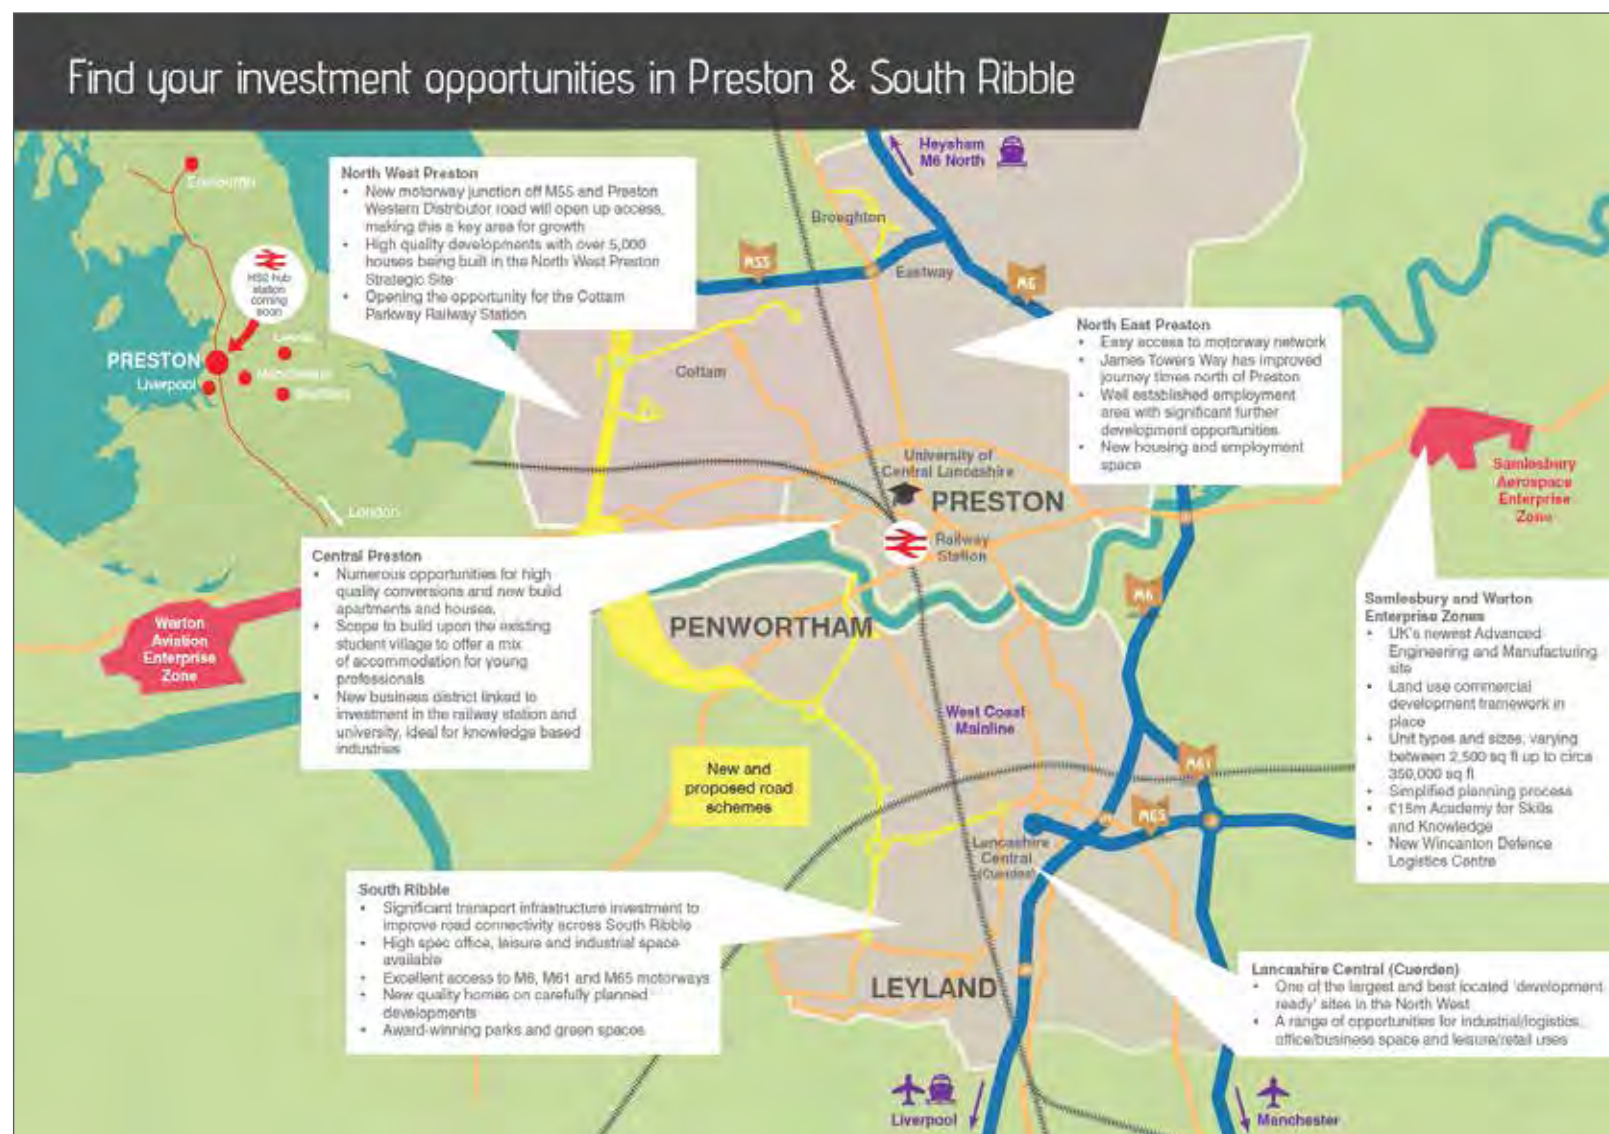 Find your investment opportunities in Preston & South Ribble
Edinburgh
HS2 hub
station
coming
soon
PRESTON
Leeds
Liverpool
Manchester
Sheffield
London
North West Preston
• New motorway junction off M55 and Preston
Western Distributor road will open up access,
making this a key area for growth
• High quality developments with over 5,000
houses being built in the North West Preston
Strategic Site
• Opening the opportunity for the Cottam
Parkway Railway Station
Heysham
M6 North
Broughton
M55
Eastway
M6
Cottam
North East Preston
• Easy access to motorway network
• James Towers Way has improved
journey times north of Preston
• Well established employment
area with significant further
development opportunities
• New housing and employment
space
University of
Central Lancashire
PRESTON
Railway
Station
Samlesbury
Aerospace
Enterprise
Zone
Central Preston
• Numerous opportunities for high
quality conversions and new build
apartments and houses.
• Scope to build upon the existing
student village to offer a mix
of accommodation for young
professionals
• New business district linked to
investment in the railway station and
university, ideal for knowledge based
industries
Warton
Aviation
Enterprise
Zone
PENWORTHAM
M6
Samlesbury and Warton
Enterprise Zones
• UK's newest Advanced
Engineering and Manufacturing
site
• Land use commercial
development framework in
place
• Unit types and sizes, varying
between 2,500 sq ft up to circa
350,000 sq ft
• Simplified planning process
• £15m Academy for Skills
and Knowledge
• New Wincanton Defence
Logistics Centre
West Coast
Mainline
New and
proposed road
schemes
M61
M65
Lancashire
Central
(Cuerden)
South Ribble
• Significant transport infrastructure investment to
improve road connectivity across South Ribble
• High spec office, leisure and industrial space
available
• Excellent access to M6, M61 and M65 motorways
• New quality homes on carefully planned
developments
• Award-winning parks and green spaces
LEYLAND
Lancashire Central (Cuerden)
• One of the largest and best located 'development
ready' sites in the North West
• A range of opportunities for industrial/logistics,
office/business space and leisure/retail uses
Liverpool
Manchester